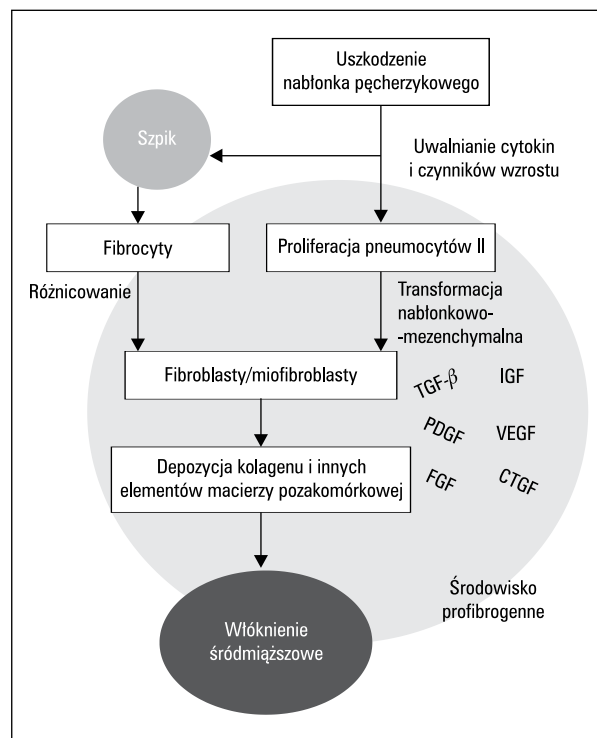 Uszkodzenie
nabłonka pęcherzykowego
Szpik
Uwalnianie cytokin
i czynników wzrostu
Fibrocyty
Proliferacja pneumocytów II
Różnicowanie
Transformacja
nabłonkowo-
-mezenchymalna
Fibroblasty/miofibroblasty
TGF-β
IGF
PDGF
VEGF
Depozycja kolagenu i innych
elementów macierzy pozakomórkowej
FGF
CTGF
Środowisko
profibrogenne
Włóknienie
śródmiąższowe